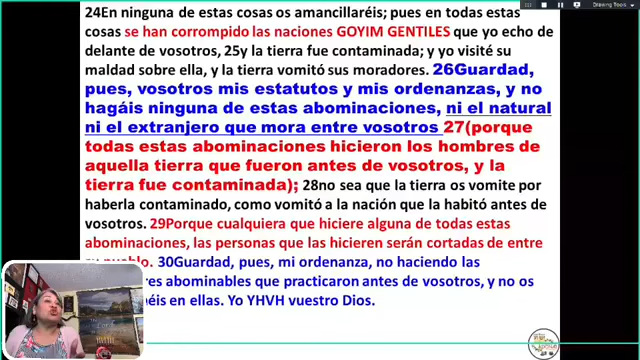 24En ninguna de estas cosas os amancillaréis; pues en todas estas
cosas se han corrompido las naciones GOYIM GENTILES que yo echo de
delante de vosotros, 25y la tierra fue contaminada; y yo visité su
maldad sobre ella, y la tierra vomitó sus moradores. 26Guardad,
pues, vosotros mis estatutos y mis ordenanzas, y no
hagáis ninguna de estas abominaciones, ni el natural
ni el extranjero que mora entre vosotros 27(porque
todas estas abominaciones hicieron los hombres de
aquella tierra que fueron antes de vosotros, y la
tierra fue contaminada); 28no sea que la tierra os vomite por
haberla contaminado, como vomitó a la nación que la habitó antes de
vosotros. 29Porque cualquiera que hiciere alguna de todas estas
abominaciones, las personas que las hicieren serán cortadas de entre
su pueblo. 30Guardad, pues, mi ordenanza, no haciendo las
res abominables que practicaron antes de vosotros, y no os
néis en ellas. Yo YHVH vuestro Dios.
Drawing Tools